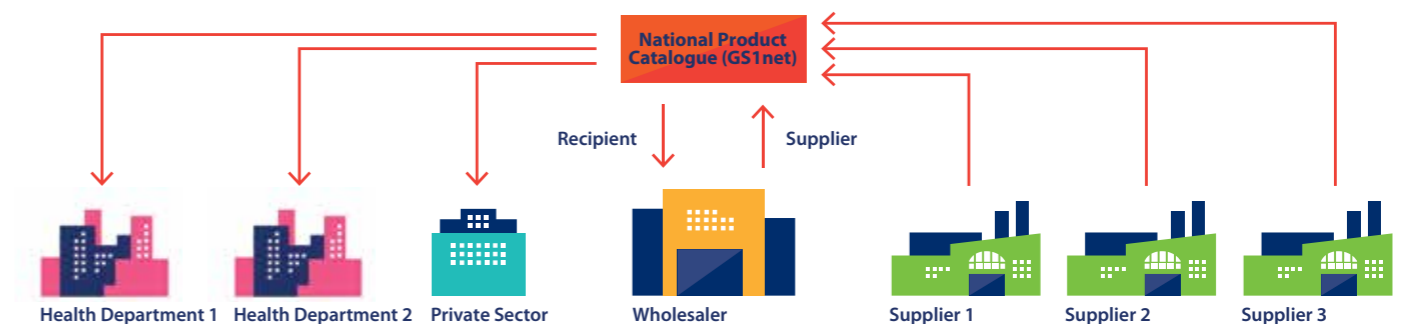 National Product
Catalogue (GS1net)
Recipient
Supplier
Health Department 1
Health Department 2
Private Sector
Wholesaler
Supplier 1
Supplier 2
Supplier 3